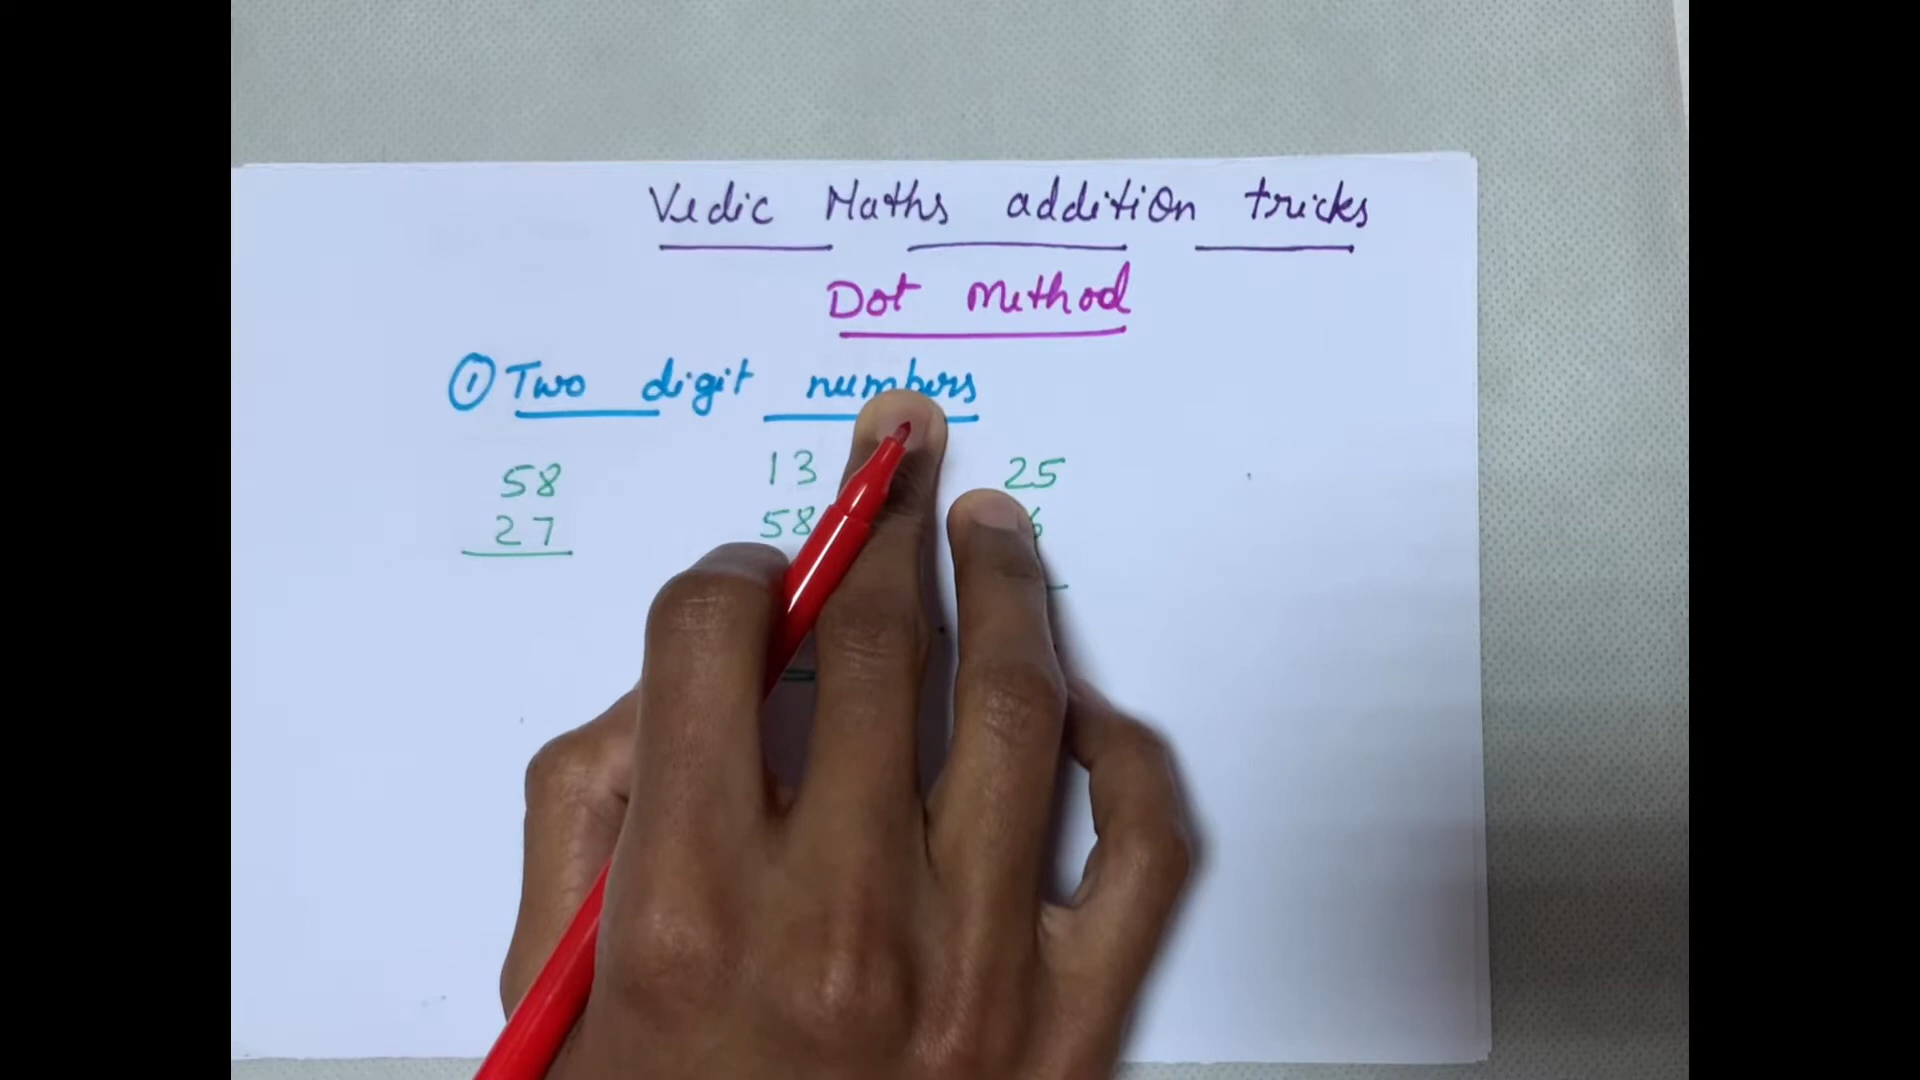 Vedic Maths addition tricks
Dot Method
① Two digit numbers
58 13 25
27 58